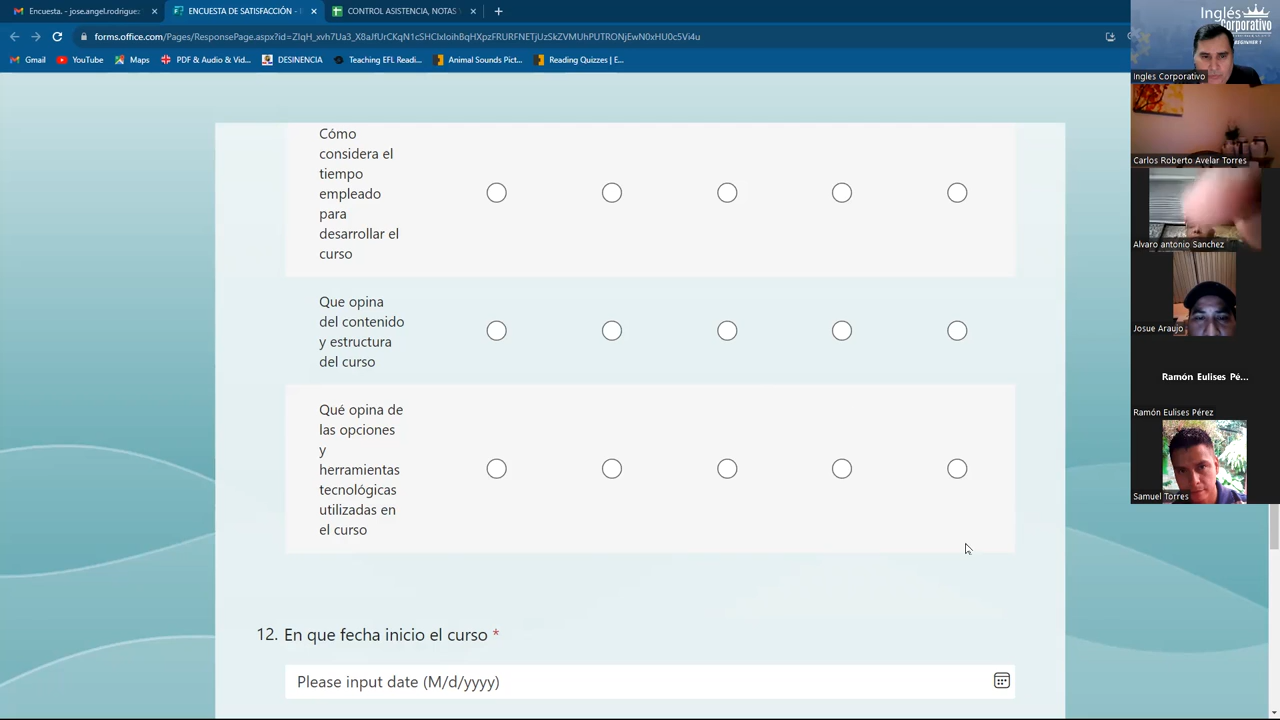 Encuesta. - jose.angel.rodriguez
ENCUESTA DE SATISFACCIÓN -
CONTROL ASISTENCIA, NOTAS
forms.office.com/Pages/ResponsePage.aspx?id=
Gmail
YouTube
Maps
PDF & Audio & Vid...
DESINENCIA
Teaching EFL Readi...
Animal Sounds Pict...
Reading Quizzes | E...
Cómo
considera el
tiempo
empleado
para
desarrollar el
curso
Que opina
del contenido
y estructura
del curso
Qué opina de
las opciones
y
herramientas
tecnológicas
utilizadas en
el curso
12. En que fecha inicio el curso *
Please input date (M/d/yyyy)
Inglés
Corporativo
BEGINNER 1
Ingles Corporativo
Carlos Roberto Avelar Torres
Alvaro antonio Sanchez
Josue Araujo
Ramón Eulises Pé...
Ramón Eulises Pérez
Samuel Torres